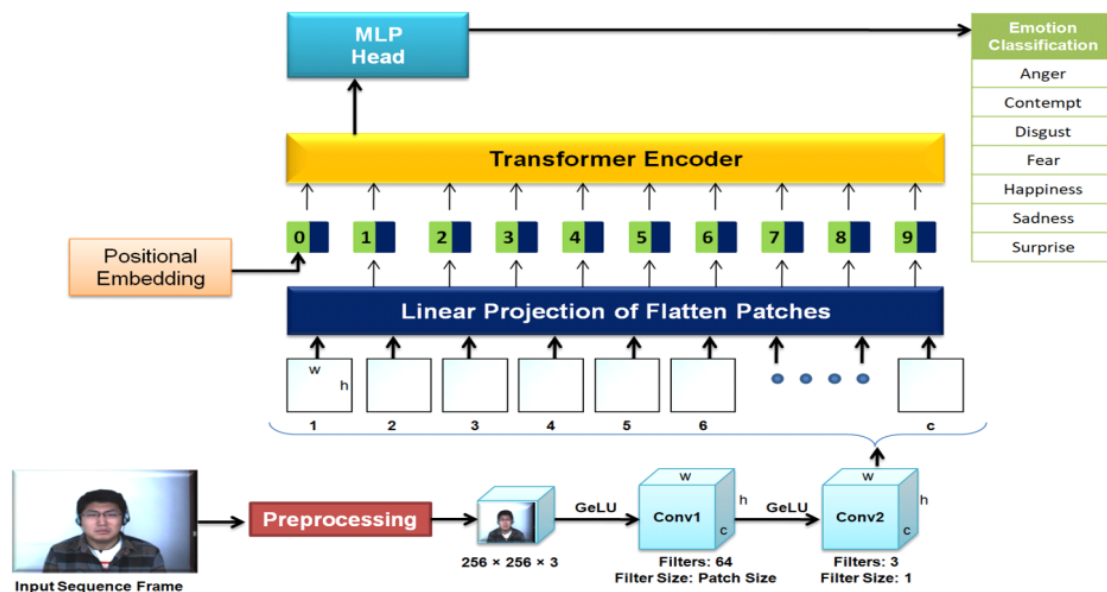 MLP
Head
Emotion
Classification
Anger
Contempt
Disgust
Fear
Happiness
Sadness
Surprise
Transformer Encoder
0 1 2 3 4 5 6 7 8 9
Positional
Embedding
Linear Projection of Flatten Patches
w
h
1 2 3 4 5 6 c
Preprocessing
256 × 256 × 3
GeLU
w
h
Conv1
c
Filters: 64
Filter Size: Patch Size
GeLU
w
h
Conv2
c
Filters: 3
Filter Size: 1
Input Sequence Frame